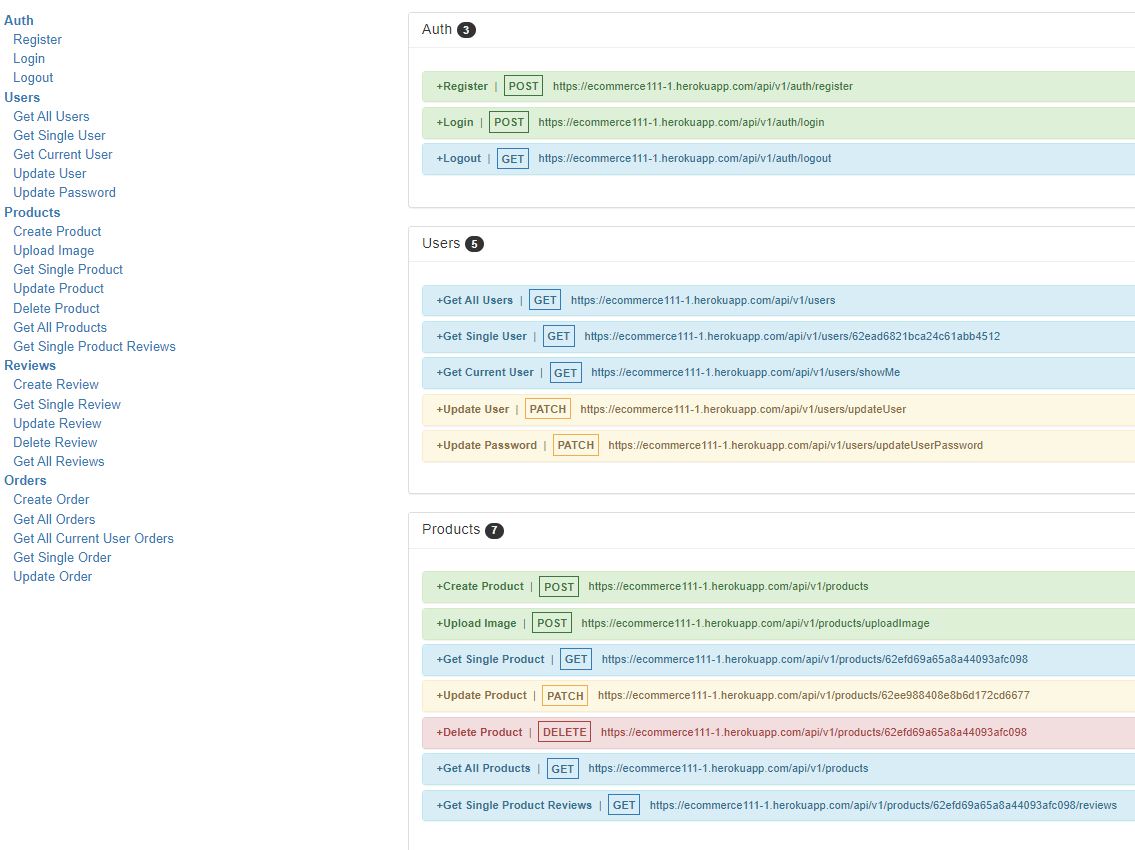 Auth
Register
Login
Logout
Users
Get All Users
Get Single User
Get Current User
Update User
Update Password
Products
Create Product
Upload Image
Get Single Product
Update Product
Delete Product
Get All Products
Get Single Product Reviews
Reviews
Create Review
Get Single Review
Update Review
Delete Review
Get All Reviews
Orders
Create Order
Get All Orders
Get All Current User Orders
Get Single Order
Update Order
Auth 3
+Register | POST https://ecommerce111-1.herokuapp.com/api/v1/auth/register
+Login | POST https://ecommerce111-1.herokuapp.com/api/v1/auth/login
+Logout | GET https://ecommerce111-1.herokuapp.com/api/v1/auth/logout
Users 5
+Get All Users | GET https://ecommerce111-1.herokuapp.com/api/v1/users
+Get Single User | GET https://ecommerce111-1.herokuapp.com/api/v1/users/62ead6821bca24c61abb4512
+Get Current User | GET https://ecommerce111-1.herokuapp.com/api/v1/users/showMe
+Update User | PATCH https://ecommerce111-1.herokuapp.com/api/v1/users/updateUser
+Update Password | PATCH https://ecommerce111-1.herokuapp.com/api/v1/users/updateUserPassword
Products 7
+Create Product | POST https://ecommerce111-1.herokuapp.com/api/v1/products
+Upload Image | POST https://ecommerce111-1.herokuapp.com/api/v1/products/uploadImage
+Get Single Product | GET https://ecommerce111-1.herokuapp.com/api/v1/products/62efd69a65a8a44093afc098
+Update Product | PATCH https://ecommerce111-1.herokuapp.com/api/v1/products/62ee988408e8b6d172cd6677
+Delete Product | DELETE https://ecommerce111-1.herokuapp.com/api/v1/products/62efd69a65a8a44093afc098
+Get All Products | GET https://ecommerce111-1.herokuapp.com/api/v1/products
+Get Single Product Reviews | GET https://ecommerce111-1.herokuapp.com/api/v1/products/62efd69a65a8a44093afc098/reviews